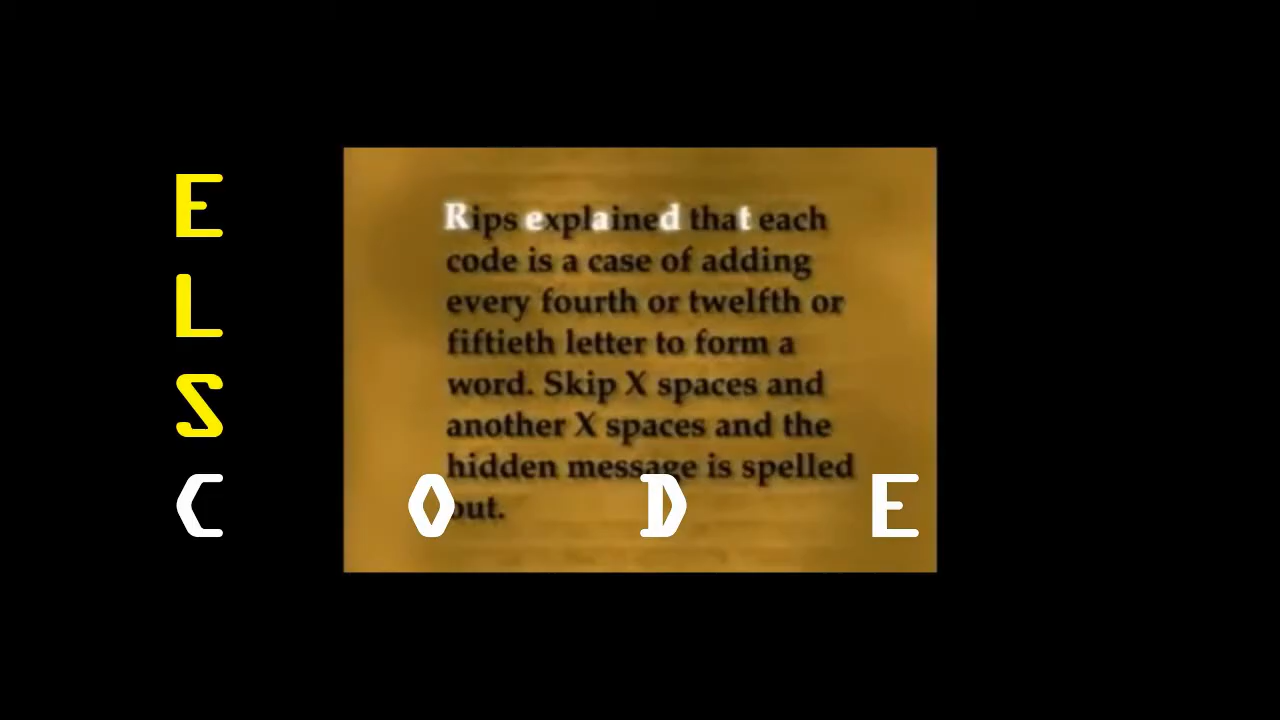 E
L
S
C O D E
Rips explained that each
code is a case of adding
every fourth or twelfth or
fiftieth letter to form a
word. Skip X spaces and
another X spaces and the
hidden message is spelled
out.